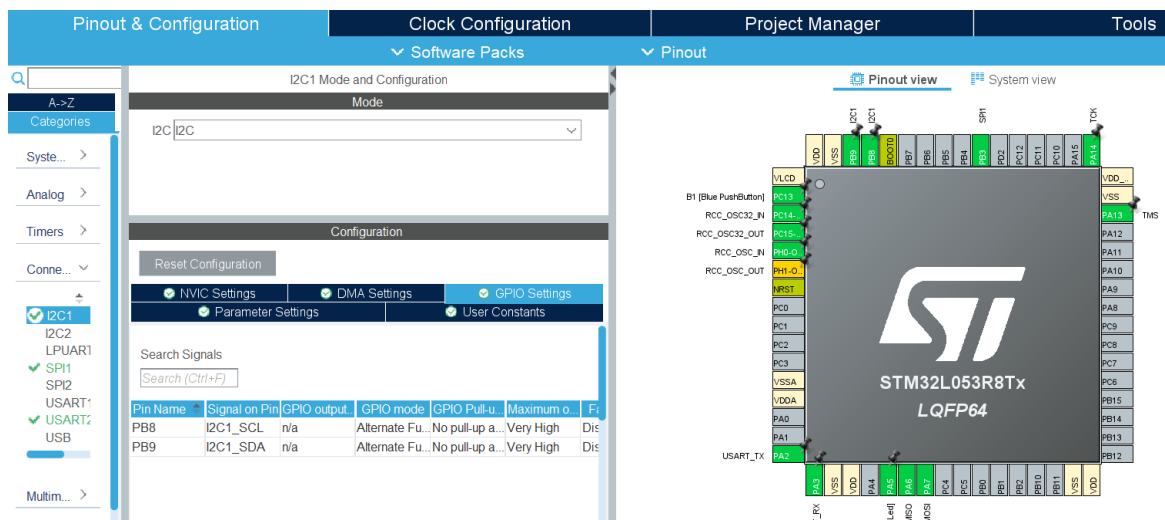 Pinout & Configuration
Clock Configuration
Project Manager
Tools
Software Packs
Pinout
I2C1 Mode and Configuration
Pinout view
System view
A->Z
Categories
Mode
I2C I2C
Syste...
Analog
Timers
Conne...
I2C1
I2C2
LPUART
SPI1
SPI2
USART1
USART2
USB
Multim...
Configuration
Reset Configuration
NVIC Settings
DMA Settings
GPIO Settings
Parameter Settings
User Constants
Search Signals
Search (Ctrl+F)
Pin Name Signal on Pin GPIO output... GPIO mode GPIO Pull-u... Maximum o... Fa
PB8 I2C1_SCL n/a Alternate Fu... No pull-up a... Very High Dis
PB9 I2C1_SDA n/a Alternate Fu... No pull-up a... Very High Dis
I2C1 I2C1 SPI1 TCK
VDD VSS PB9 PB8 BOOT0 PB7 PB6 PB5 PB4 PB3 PD2 PC12 PC11 PC10 PA15 PA14
B1 [Blue PushButton]
RCC_OSC32_IN
RCC_OSC32_OUT
RCC_OSC_IN
RCC_OSC_OUT
USART_TX
VLCD
PC13
PC14-..
PC15-..
PH0-O..
PH1-O..
NRST
PC0
PC1
PC2
PC3
VSSA
VDDA
PA0
PA1
PA2
STM32L053R8Tx
LQFP64
VDD_..
VSS
PA13 TMS
PA12
PA11
PA10
PA9
PA8
PC9
PC8
PC7
PC6
PB15
PB14
PB13
PB12
PA3 VSS VDD PA4 PA5 PA6 PA7 PC4 PC5 PB0 PB1 PB2 PB10 PB11 VSS VDD
_RX Led] MISO MOSI